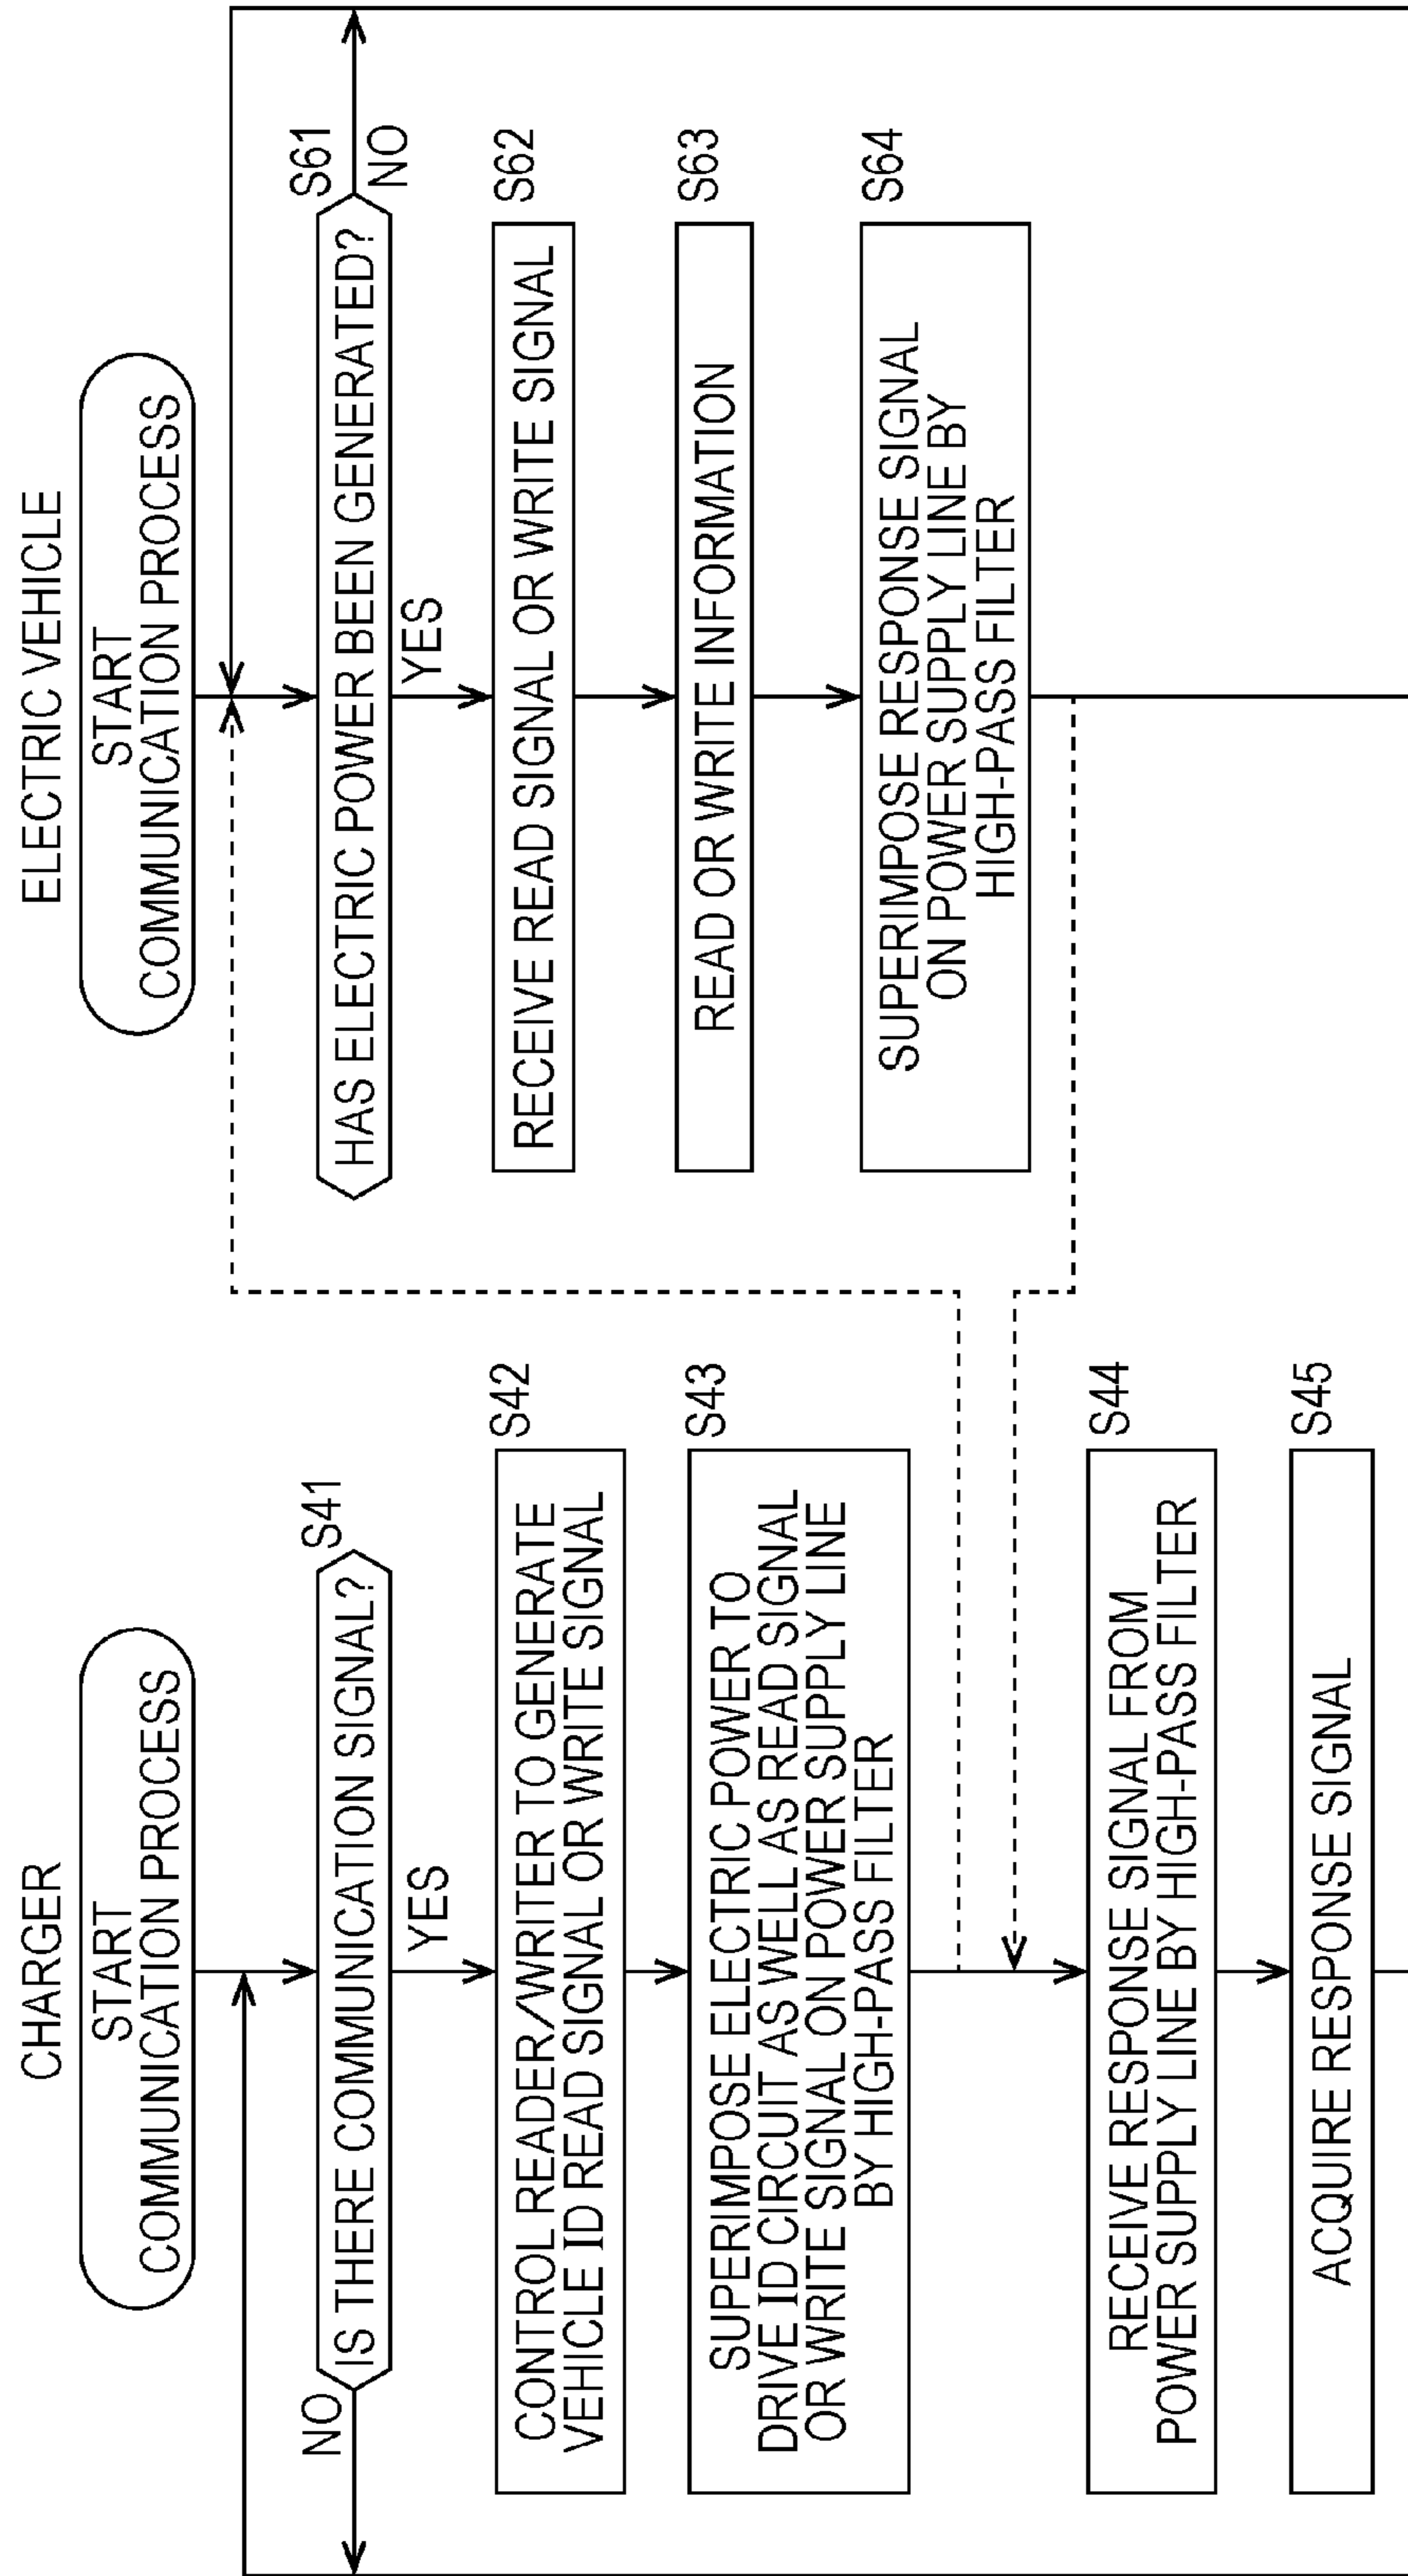 CHARGER
START
COMMUNICATION PROCESS
S41
IS THERE COMMUNICATION SIGNAL?
NO
YES
S42
CONTROL READER/WRITER TO GENERATE
VEHICLE ID READ SIGNAL OR WRITE SIGNAL
S43
SUPERIMPOSE ELECTRIC POWER TO
DRIVE ID CIRCUIT AS WELL AS READ SIGNAL
OR WRITE SIGNAL ON POWER SUPPLY LINE
BY HIGH-PASS FILTER
S44
RECEIVE RESPONSE SIGNAL FROM
POWER SUPPLY LINE BY HIGH-PASS FILTER
S45
ACQUIRE RESPONSE SIGNAL
ELECTRIC VEHICLE
START
COMMUNICATION PROCESS
S61
HAS ELECTRIC POWER BEEN GENERATED?
NO
YES
S62
RECEIVE READ SIGNAL OR WRITE SIGNAL
S63
READ OR WRITE INFORMATION
S64
SUPERIMPOSE RESPONSE SIGNAL
ON POWER SUPPLY LINE BY
HIGH-PASS FILTER